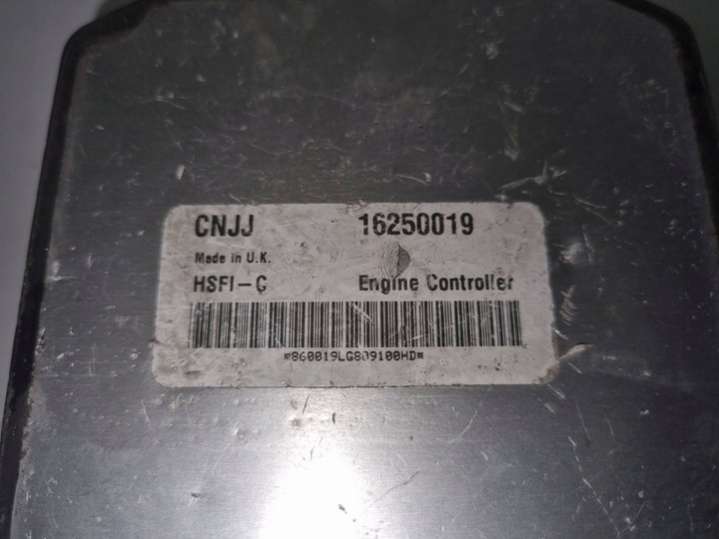 CNJJ 16250019
Made in U.K.
HSFI-C Engine Controller
*860019LG809100HD*